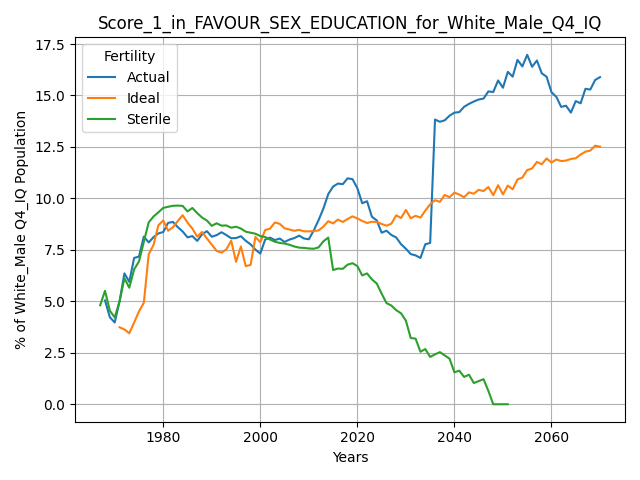 Score_1_in_FAVOUR_SEX_EDUCATION_for_White_Male_Q4_IQ
Fertility
Actual
Ideal
Sterile
% of White_Male Q4_IQ Population
17.5
15.0
12.5
10.0
7.5
5.0
2.5
0.0
1980
2000
2020
2040
2060
Years